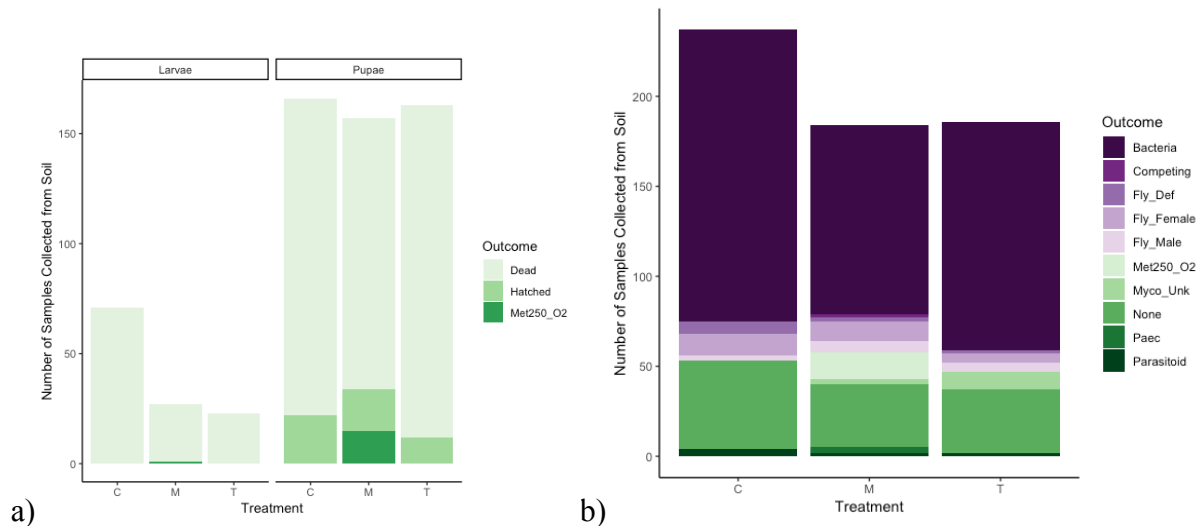 Larvae
Pupae
Number of Samples Collected from Soil
150
100
50
0
C
M
T
C
M
T
Treatment
Outcome
Dead
Hatched
Met250_O2
a)
Number of Samples Collected from Soil
200
150
100
50
0
C
M
T
Treatment
Outcome
Bacteria
Competing
Fly_Def
Fly_Female
Fly_Male
Met250_O2
Myco_Unk
None
Paec
Parasitoid
b)